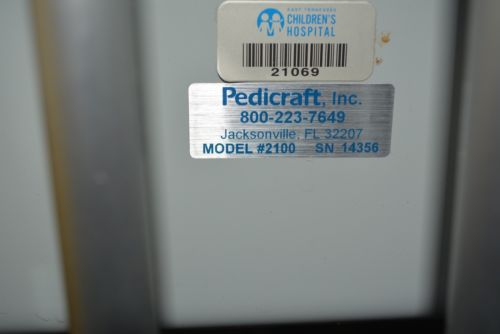 EAST TENNESSEE
CHILDREN'S
HOSPITAL
21069
Pedicraft, Inc.
800-223-7649
Jacksonville, FL 32207
MODEL #2100 SN 14356